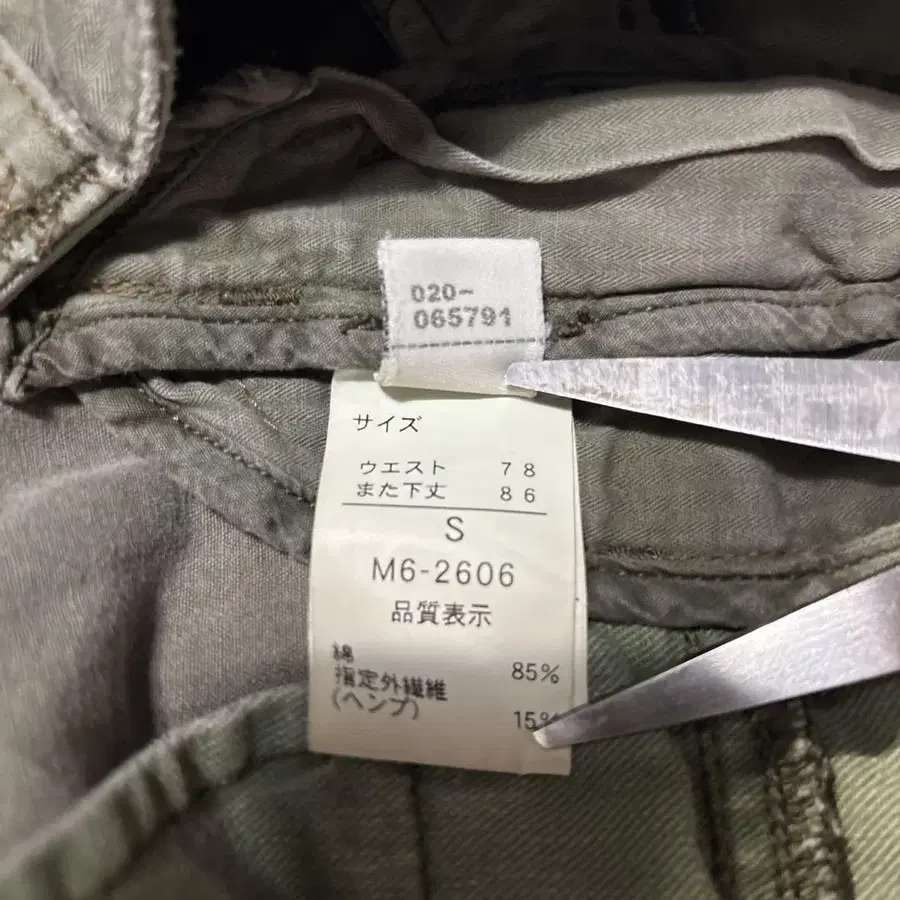 020-
065791
サイズ
ウエスト 78
また下丈 86
S
M6-2606
品質表示
綿 85%
指定外繊維
(ヘンプ) 15%